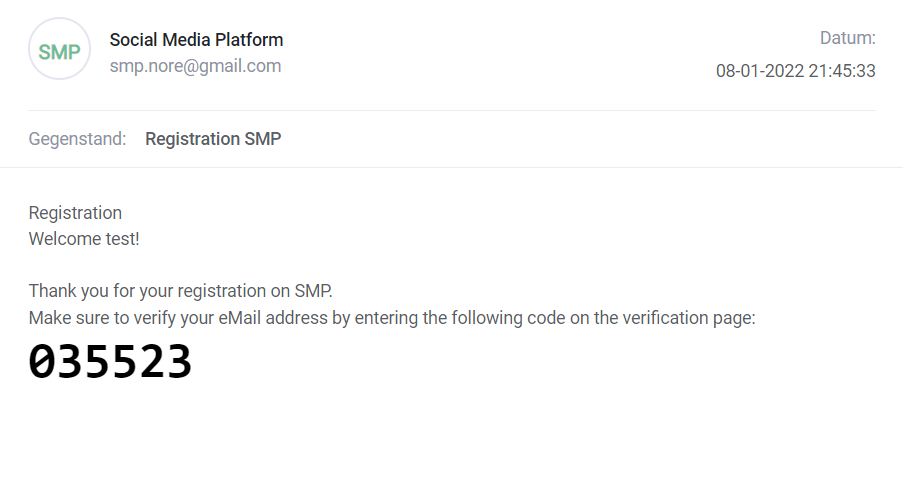 SMP
Social Media Platform
smp.nore@gmail.com
Datum:
08-01-2022 21:45:33
Gegenstand: Registration SMP
Registration
Welcome test!
Thank you for your registration on SMP.
Make sure to verify your eMail address by entering the following code on the verification page:
035523